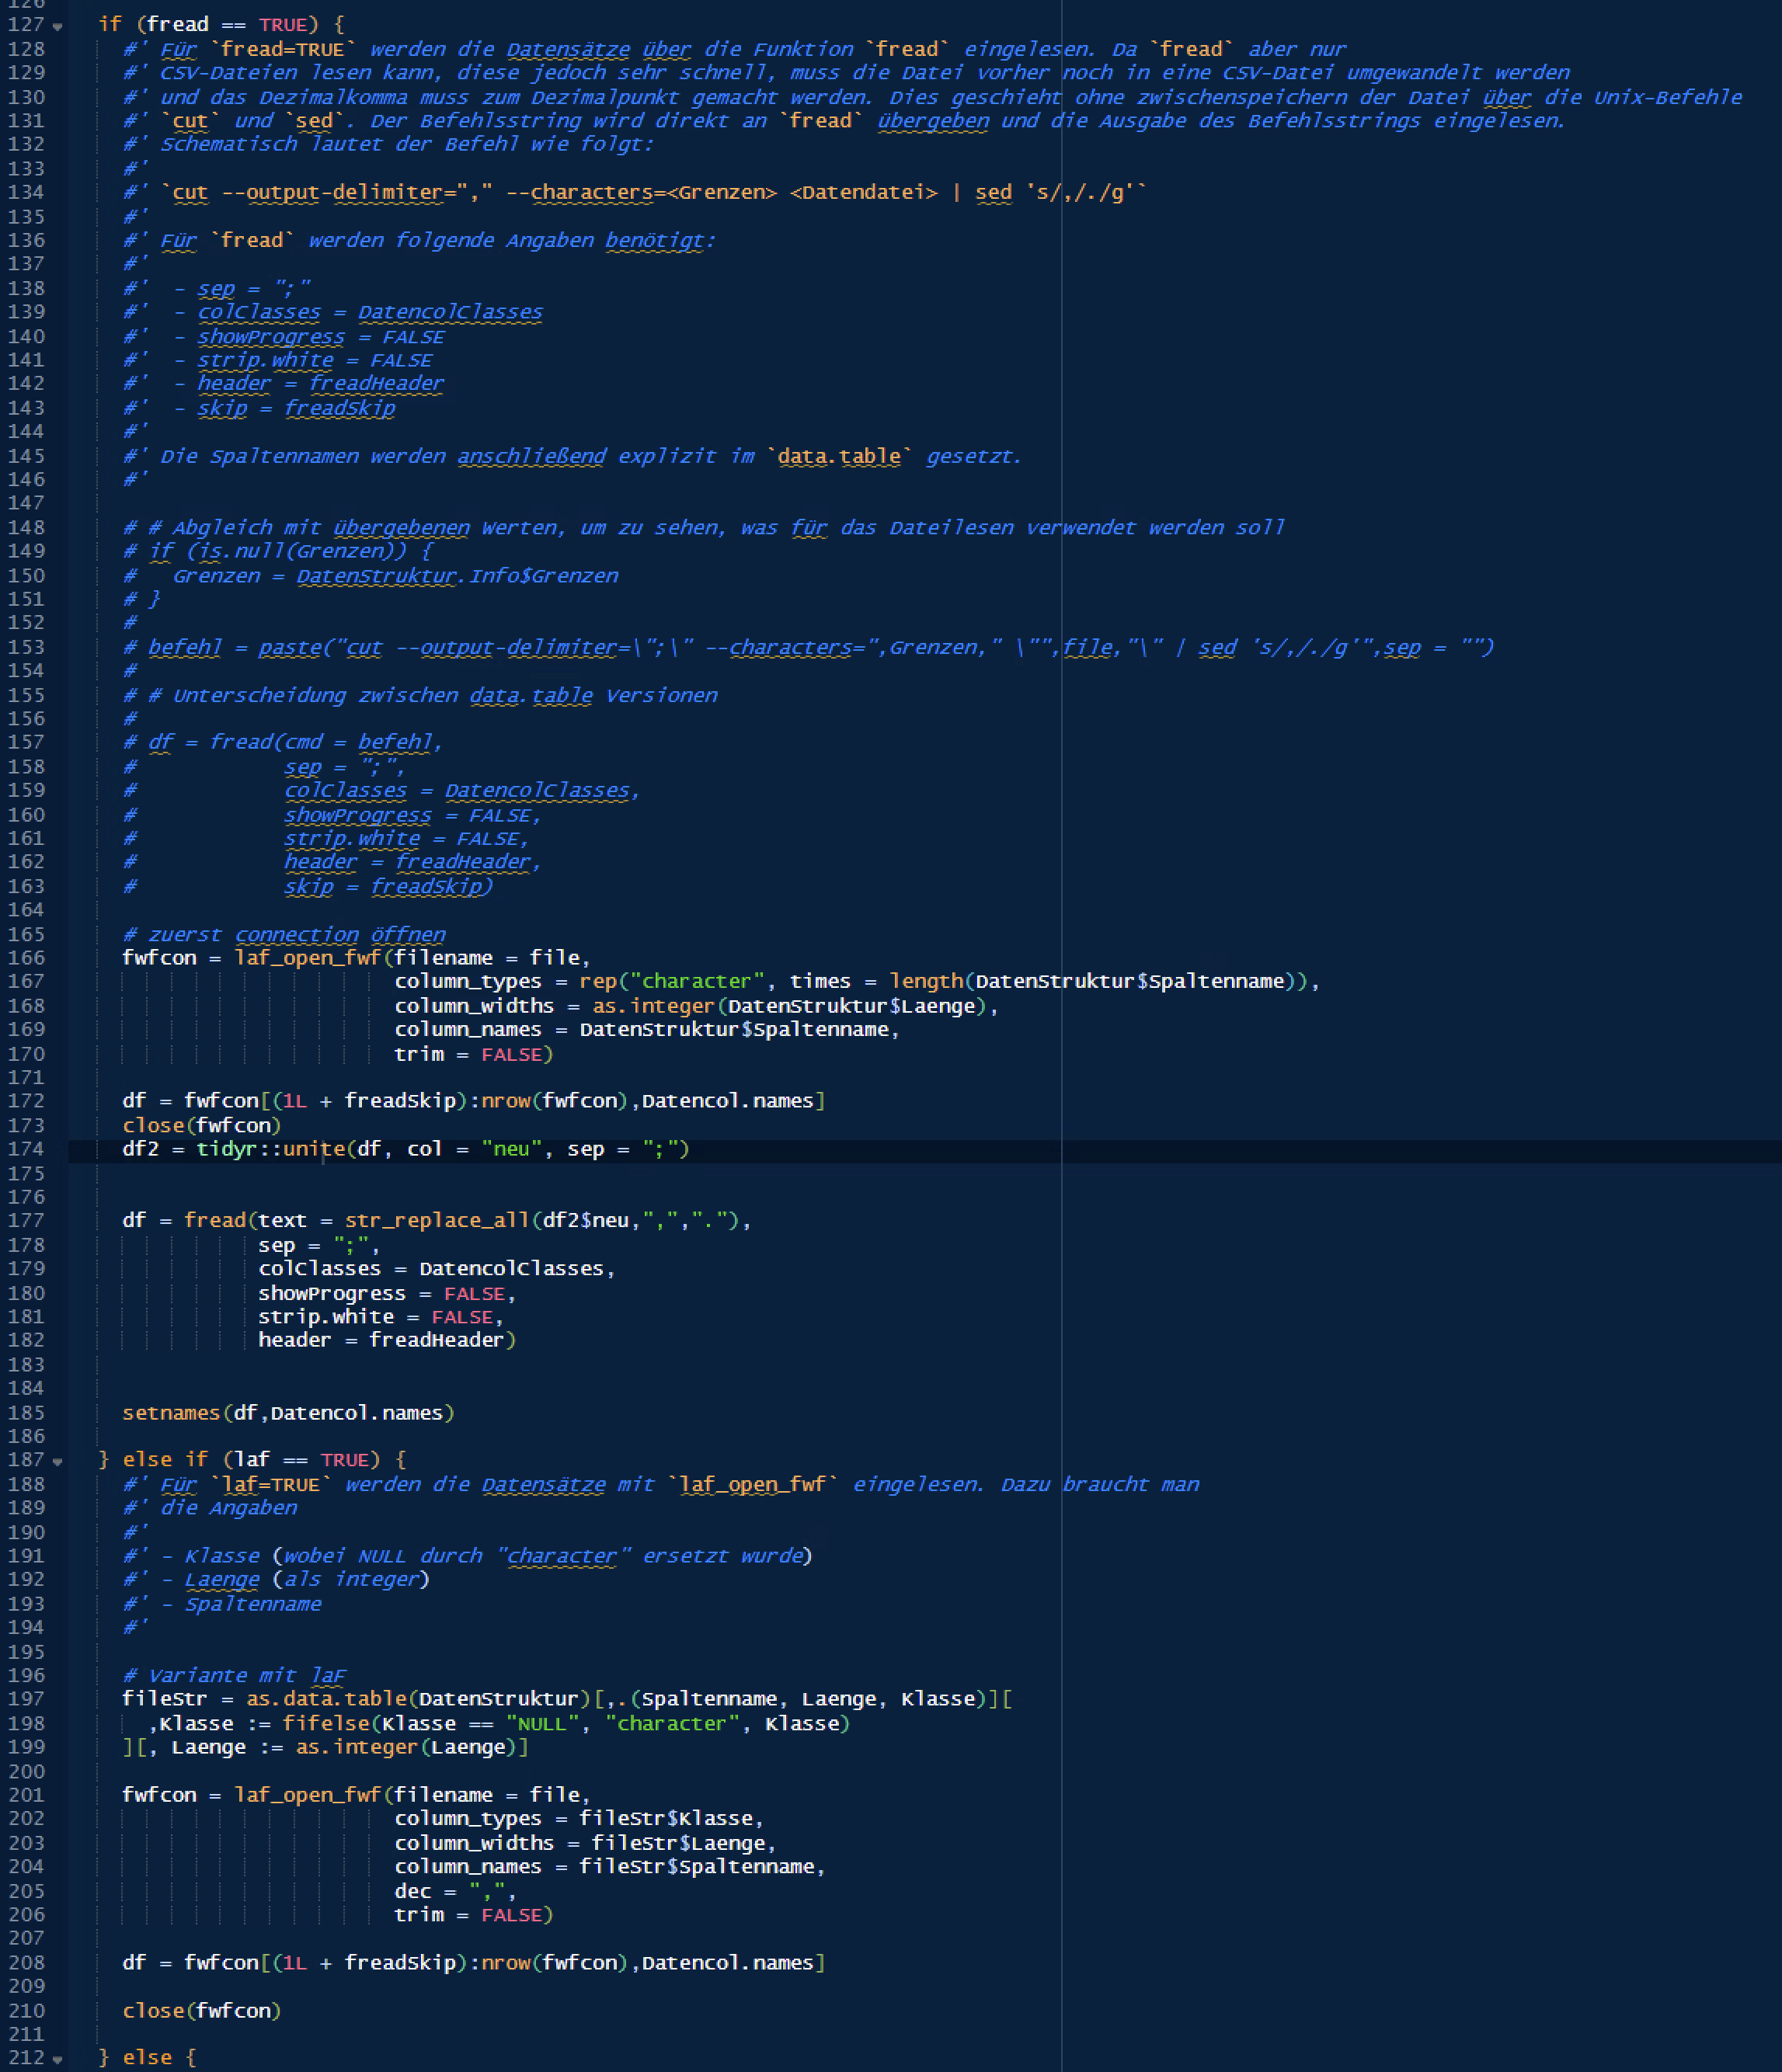 126
127 if (fread == TRUE) {
128 #' Für `fread=TRUE` werden die Datensätze über die Funktion `fread` eingelesen. Da `fread` aber nur
129 #' CSV-Dateien lesen kann, diese jedoch sehr schnell, muss die Datei vorher noch in eine CSV-Datei umgewandelt werden
130 #' und das Dezimalkomma muss zum Dezimalpunkt gemacht werden. Dies geschieht ohne zwischenspeichern der Datei über die Unix-Befehle
131 #' `cut` und `sed`. Der Befehlsstring wird direkt an `fread` übergeben und die Ausgabe des Befehlsstrings eingelesen.
132 #' Schematisch lautet der Befehl wie folgt:
133 #'
134 #' `cut --output-delimiter="," --characters=<Grenzen> <Datendatei> | sed 's/,/./g'`
135 #'
136 #' Für `fread` werden folgende Angaben benötigt:
137 #'
138 #'  - sep = ";"
139 #'  - colClasses = DatencolClasses
140 #'  - showProgress = FALSE
141 #'  - strip.white = FALSE
142 #'  - header = freadHeader
143 #'  - skip = freadSkip
144 #'
145 #' Die Spaltennamen werden anschließend explizit im `data.table` gesetzt.
146 #'
147
148 # # Abgleich mit übergebenen Werten, um zu sehen, was für das Dateilesen verwendet werden soll
149 # if (is.null(Grenzen)) {
150 #   Grenzen = DatenStruktur.Info$Grenzen
151 # }
152 #
153 # befehl = paste("cut --output-delimiter=\";\" --characters=",Grenzen," \"",file,"\" | sed 's/,/./g'",sep = "")
154 #
155 # # Unterscheidung zwischen data.table Versionen
156 #
157 # df = fread(cmd = befehl,
158 #            sep = ";",
159 #            colClasses = DatencolClasses,
160 #            showProgress = FALSE,
161 #            strip.white = FALSE,
162 #            header = freadHeader,
163 #            skip = freadSkip)
164
165 # zuerst connection öffnen
166 fwfcon = laf_open_fwf(filename = file,
167 column_types = rep("character", times = length(DatenStruktur$Spaltenname)),
168 column_widths = as.integer(DatenStruktur$Laenge),
169 column_names = DatenStruktur$Spaltenname,
170 trim = FALSE)
171
172 df = fwfcon[(1L + freadSkip):nrow(fwfcon),Datencol.names]
173 close(fwfcon)
174 df2 = tidyr::unite(df, col = "neu", sep = ";")
175
176
177 df = fread(text = str_replace_all(df2$neu,",","."),
178 sep = ";",
179 colClasses = DatencolClasses,
180 showProgress = FALSE,
181 strip.white = FALSE,
182 header = freadHeader)
183
184
185 setnames(df,Datencol.names)
186
187 } else if (laf == TRUE) {
188 #' Für `laf=TRUE` werden die Datensätze mit `laf_open_fwf` eingelesen. Dazu braucht man
189 #' die Angaben
190 #'
191 #' - Klasse (wobei NULL durch "character" ersetzt wurde)
192 #' - Laenge (als integer)
193 #' - Spaltenname
194 #'
195
196 # Variante mit laF
197 fileStr = as.data.table(DatenStruktur)[,.(Spaltenname, Laenge, Klasse)][
198 ,Klasse := fifelse(Klasse == "NULL", "character", Klasse)
199 ][, Laenge := as.integer(Laenge)]
200
201 fwfcon = laf_open_fwf(filename = file,
202 column_types = fileStr$Klasse,
203 column_widths = fileStr$Laenge,
204 column_names = fileStr$Spaltenname,
205 dec = ",",
206 trim = FALSE)
207
208 df = fwfcon[(1L + freadSkip):nrow(fwfcon),Datencol.names]
209
210 close(fwfcon)
211
212 } else {